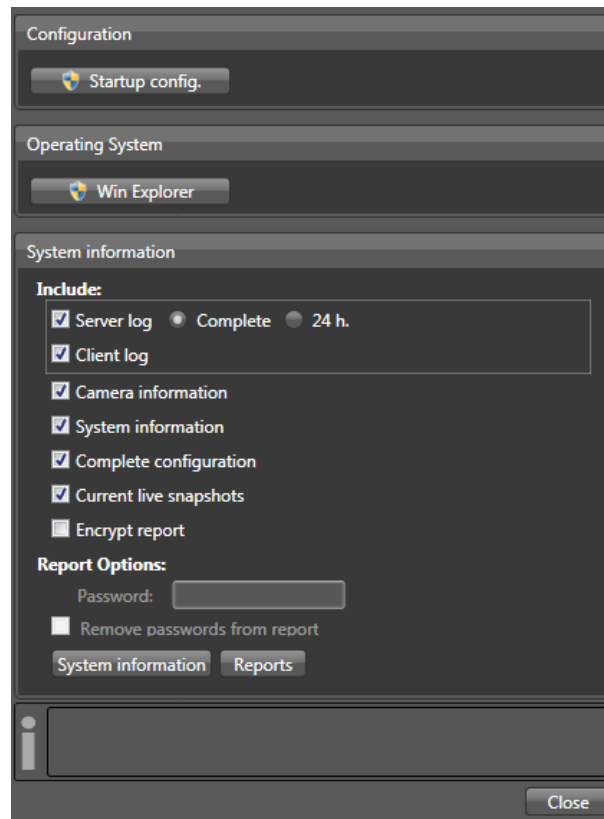 Configuration
Startup config.
Operating System
Win Explorer
System information
Include:
Server log Complete 24 h.
Client log
Camera information
System information
Complete configuration
Current live snapshots
Encrypt report
Report Options:
Password:
Remove passwords from report
System information Reports
Close